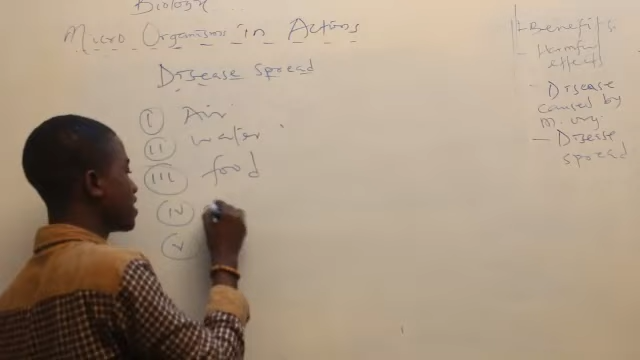 Biology
Micro Organisms in Actions
Disease Spread
I Air
II water
III food
IV
V
- Benefits
- Harmful
effects
- Disease
caused by
m. org.
- Disease
spread